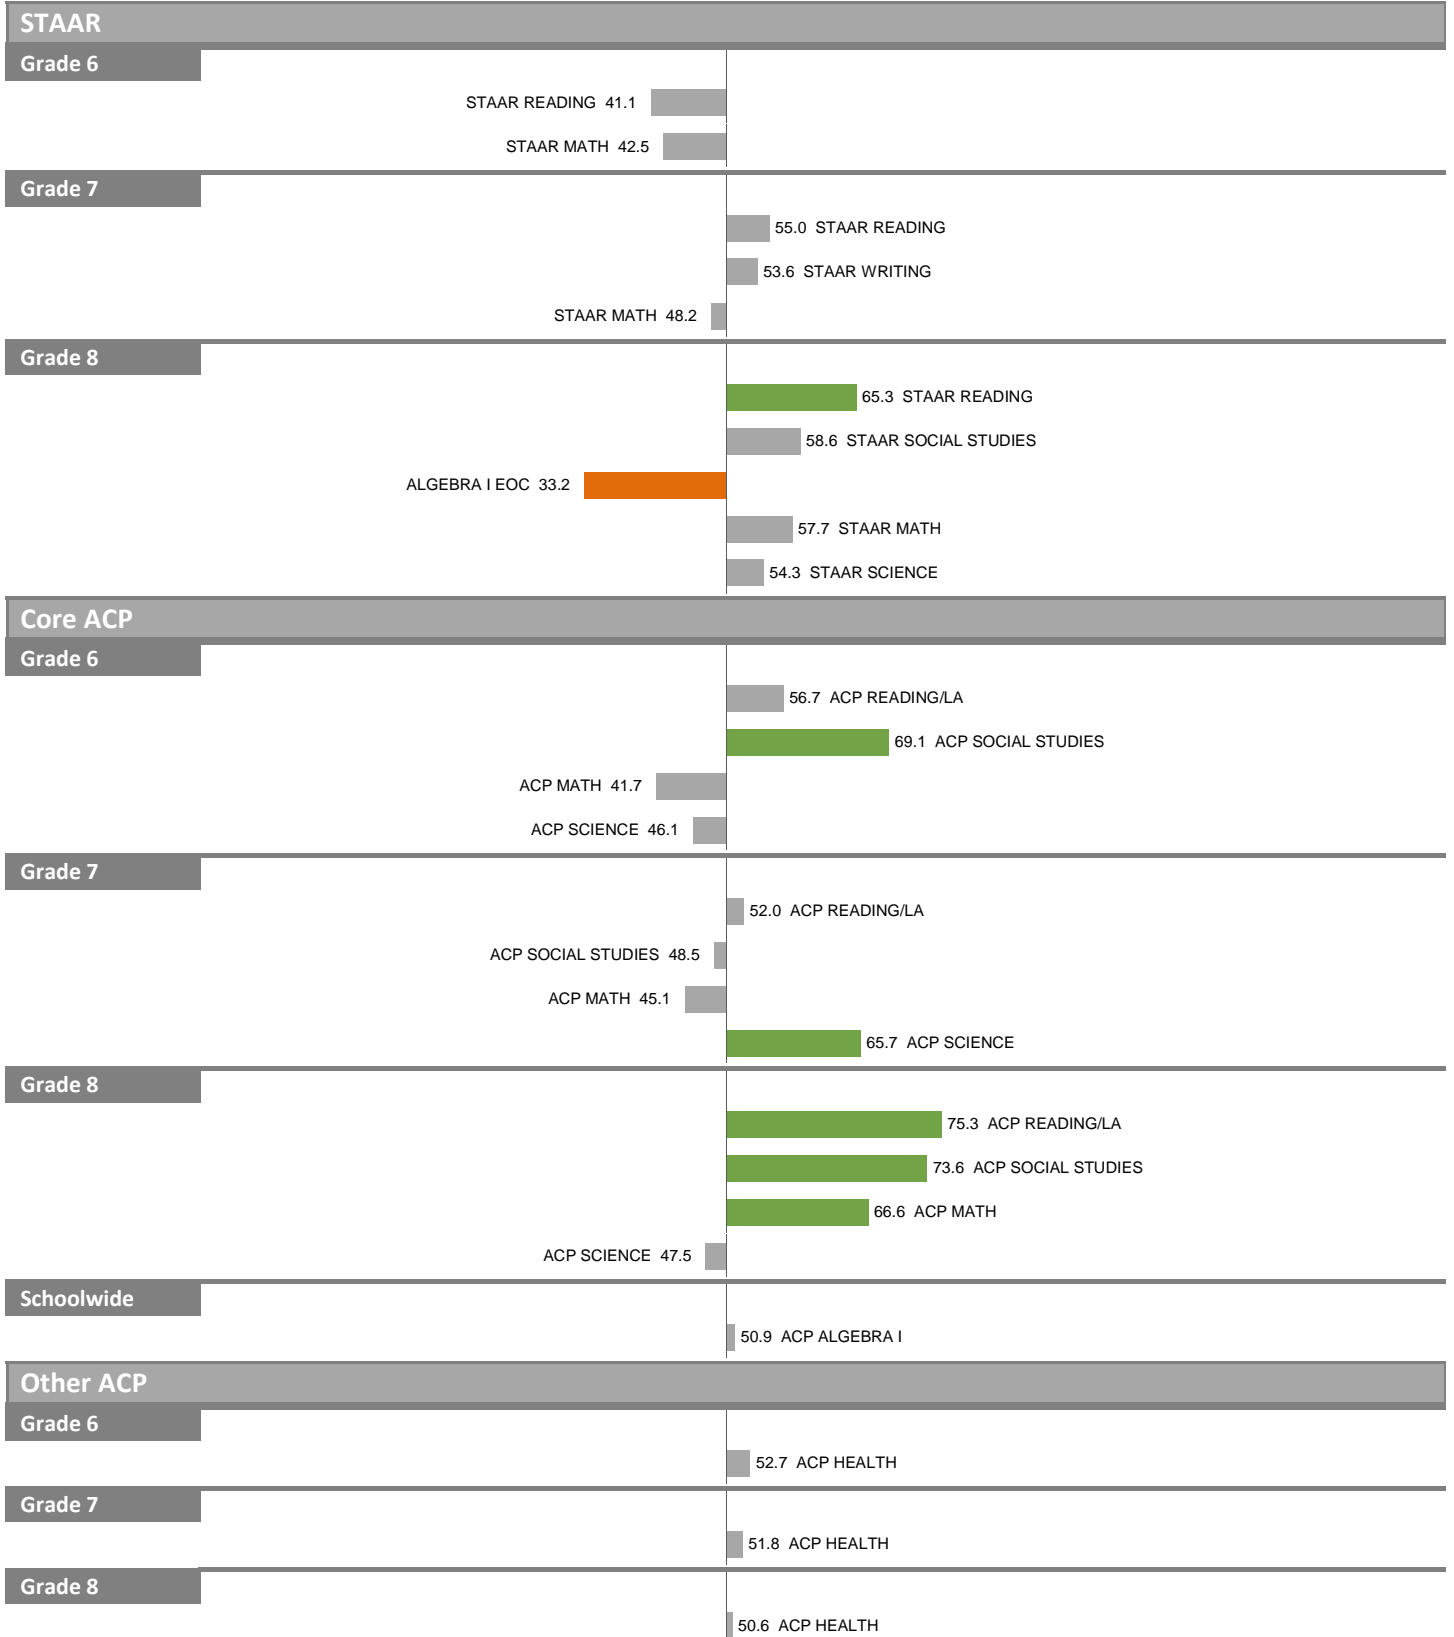 STAAR
Grade 6
STAAR READING 41.1
STAAR MATH 42.5
Grade 7
55.0 STAAR READING
53.6 STAAR WRITING
STAAR MATH 48.2
Grade 8
65.3 STAAR READING
58.6 STAAR SOCIAL STUDIES
ALGEBRA I EOC 33.2
57.7 STAAR MATH
54.3 STAAR SCIENCE
Core ACP
Grade 6
56.7 ACP READING/LA
69.1 ACP SOCIAL STUDIES
ACP MATH 41.7
ACP SCIENCE 46.1
Grade 7
52.0 ACP READING/LA
ACP SOCIAL STUDIES 48.5
ACP MATH 45.1
65.7 ACP SCIENCE
Grade 8
75.3 ACP READING/LA
73.6 ACP SOCIAL STUDIES
66.6 ACP MATH
ACP SCIENCE 47.5
Schoolwide
50.9 ACP ALGEBRA I
Other ACP
Grade 6
52.7 ACP HEALTH
Grade 7
51.8 ACP HEALTH
Grade 8
50.6 ACP HEALTH